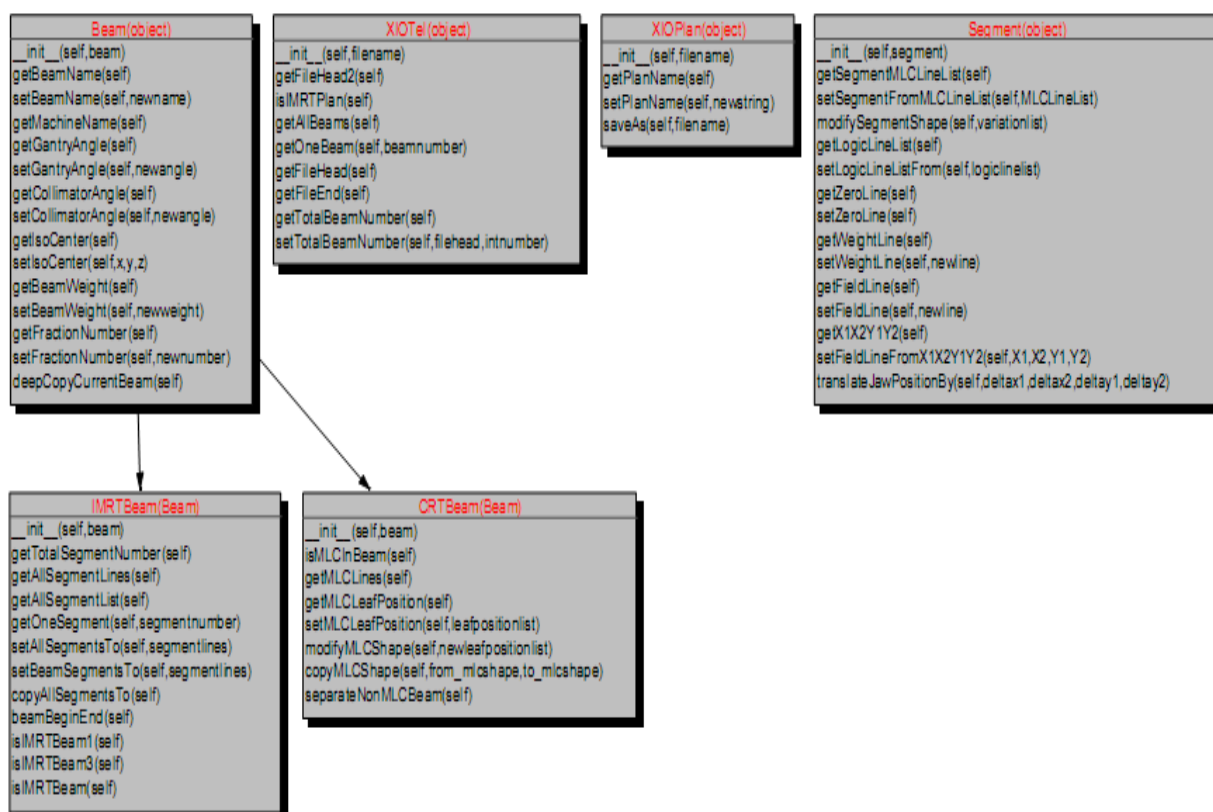 Beam(object)
__init__(self,beam)
getBeamName(self)
setBeamName(self,newname)
getMachineName(self)
getGantryAngle(self)
setGantryAngle(self,newangle)
getCollimatorAngle(self)
setCollimatorAngle(self,newangle)
getIsoCenter(self)
setIsoCenter(self,x,y,z)
getBeamWeight(self)
setBeamWeight(self,newweight)
getFractionNumber(self)
setFractionNumber(self,newnumber)
deepCopyCurrentBeam(self)
XIOTel(object)
__init__(self,filename)
getFileHead2(self)
isIMRTPlan(self)
getAllBeams(self)
getOneBeam(self,beamnumber)
getFileHead(self)
getFileEnd(self)
getTotalBeamNumber(self)
setTotalBeamNumber(self,filehead,intnumber)
XIOPlan(object)
__init__(self,filename)
getPlanName(self)
setPlanName(self,newstring)
saveAs(self,filename)
Segment(object)
__init__(self,segment)
getSegmentMLCLineList(self)
setSegmentFromMLCLineList(self,MLCLineList)
modifySegmentShape(self,variationlist)
getLogicLineList(self)
setLogicLineListFrom(self,logiclinelist)
getZeroLine(self)
setZeroLine(self)
getWeightLine(self)
setWeightLine(self,newline)
getFieldLine(self)
setFieldLine(self,newline)
getX1X2Y1Y2(self)
setFieldLineFromX1X2Y1Y2(self,X1,X2,Y1,Y2)
translateJawPositionBy(self,deltax1,deltax2,deltay1,deltay2)
IMRTBeam(Beam)
__init__(self,beam)
getTotalSegmentNumber(self)
getAllSegmentLines(self)
getAllSegmentList(self)
getOneSegment(self,segmentnumber)
setAllSegmentsTo(self,segmentlines)
setBeamSegmentsTo(self,segmentlines)
copyAllSegmentsTo(self)
beamBeginEnd(self)
isIMRTBeam1(self)
isIMRTBeam3(self)
isIMRTBeam(self)
CRTBeam(Beam)
__init__(self,beam)
isMLCInBeam(self)
getMLCLines(self)
getMLCLeafPosition(self)
setMLCLeafPosition(self,leafpositionlist)
modifyMLCShape(self,newleafpositionlist)
copyMLCShape(self,from_mlcshape,to_mlcshape)
separateNonMLCBeam(self)